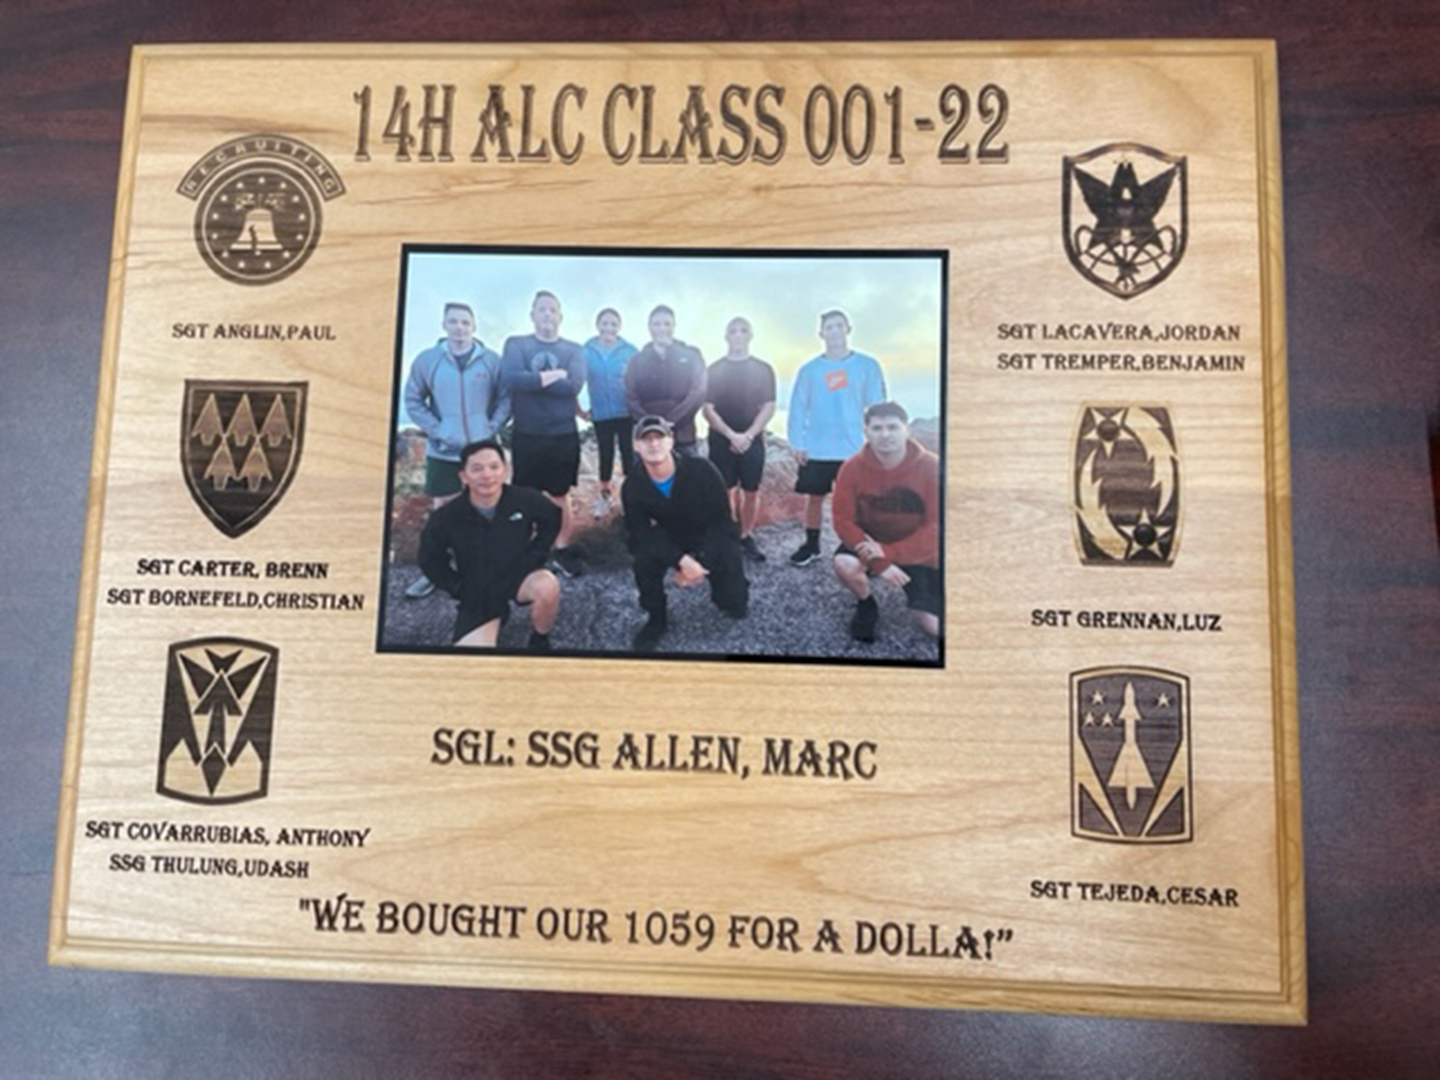 14H ALC CLASS 001-22
RECRUITING
SGT ANGLIN,PAUL
SGT LACAVERA,JORDAN
SGT TREMPER,BENJAMIN
SGT CARTER, BRENN
SGT BORNEFELD,CHRISTIAN
SGT GRENNAN,LUZ
SGL: SSG ALLEN, MARC
SGT COVARRUBIAS, ANTHONY
SSG THULUNG,UDASH
SGT TEJEDA,CESAR
"WE BOUGHT OUR 1059 FOR A DOLLA!”